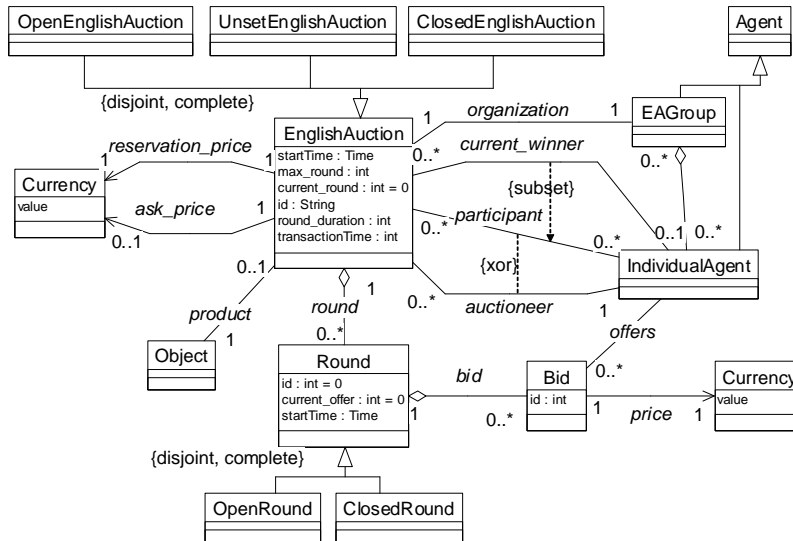 OpenEnglishAuction
UnsetEnglishAuction
ClosedEnglishAuction
Agent
{disjoint, complete}
EnglishAuction
startTime : Time
max_round : int
current_round : int = 0
id : String
round_duration : int
transactionTime : int
1
organization
1
EAGroup
0..*
current_winner
0..*
reservation_price
1
1
Currency
value
ask_price
1
0..1
{subset}
participant
0..*
0..*
0..1
0..*
{xor}
IndividualAgent
0..*
auctioneer
1
0..1
product
1
Object
1
round
0..*
offers
0..*
Round
id : int = 0
current_offer : int = 0
startTime : Time
1
bid
0..*
Bid
id : int
1
price
1
Currency
value
{disjoint, complete}
OpenRound
ClosedRound